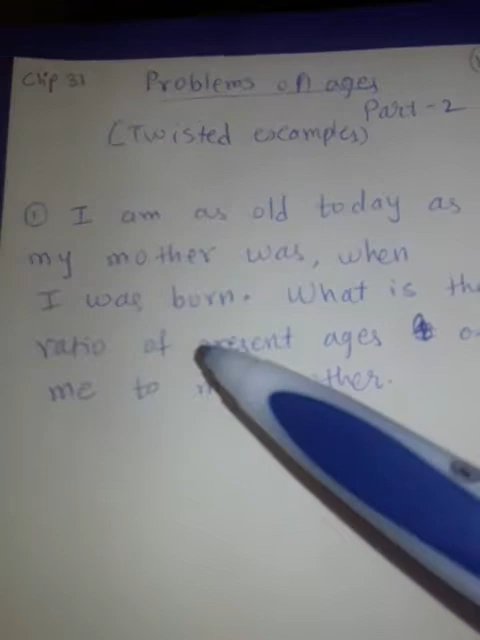 Clip 31
Problems on ages
Part-2
(Twisted examples)
① I am as old today as
my mother was, when
I was born. What is the
ratio of present ages
me to